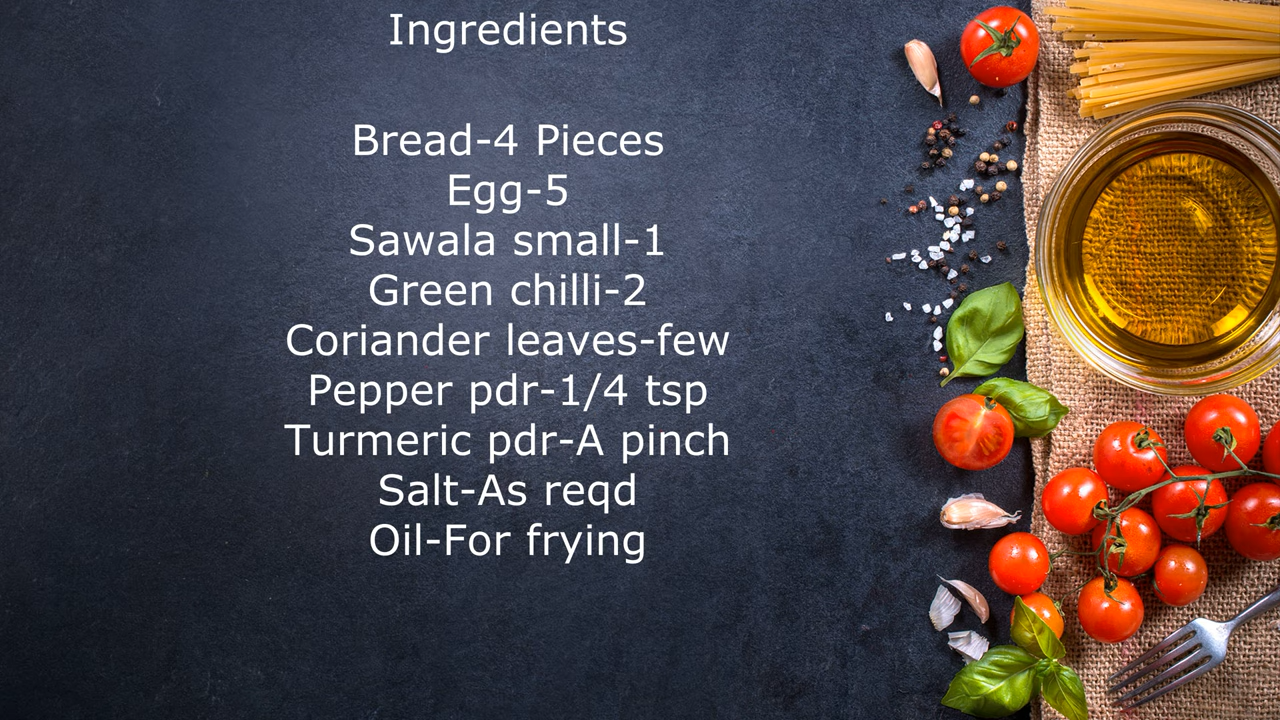 Ingredients
Bread-4 Pieces
Egg-5
Sawala small-1
Green chilli-2
Coriander leaves-few
Pepper pdr-1/4 tsp
Turmeric pdr-A pinch
Salt-As reqd
Oil-For frying